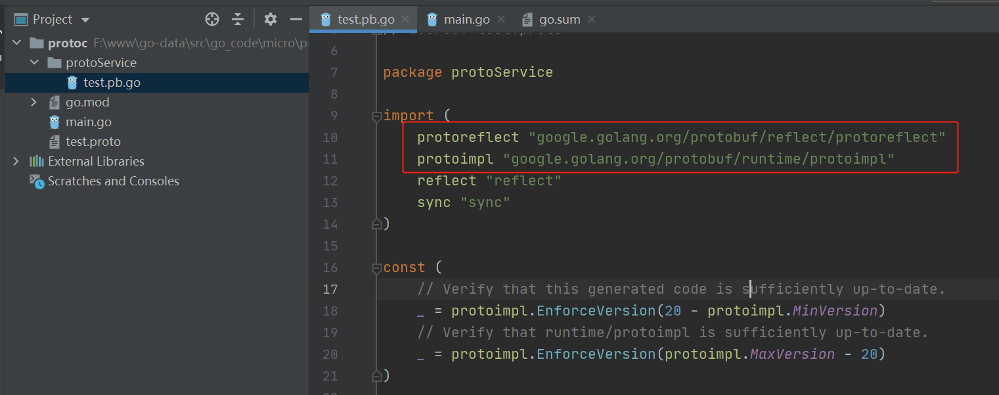 Project
protoc F:\www\go-data\src\go_code\micro\p
protoService
test.pb.go
go.mod
main.go
test.proto
External Libraries
Scratches and Consoles
test.pb.go
main.go
go.sum
6
7 package protoService
8
9 import (
10 protoreflect "google.golang.org/protobuf/reflect/protoreflect"
11 protoimpl "google.golang.org/protobuf/runtime/protoimpl"
12 reflect "reflect"
13 sync "sync"
14 )
15
16 const (
17 // Verify that this generated code is sufficiently up-to-date.
18 _ = protoimpl.EnforceVersion(20 - protoimpl.MinVersion)
19 // Verify that runtime/protoimpl is sufficiently up-to-date.
20 _ = protoimpl.EnforceVersion(protoimpl.MaxVersion - 20)
21 )